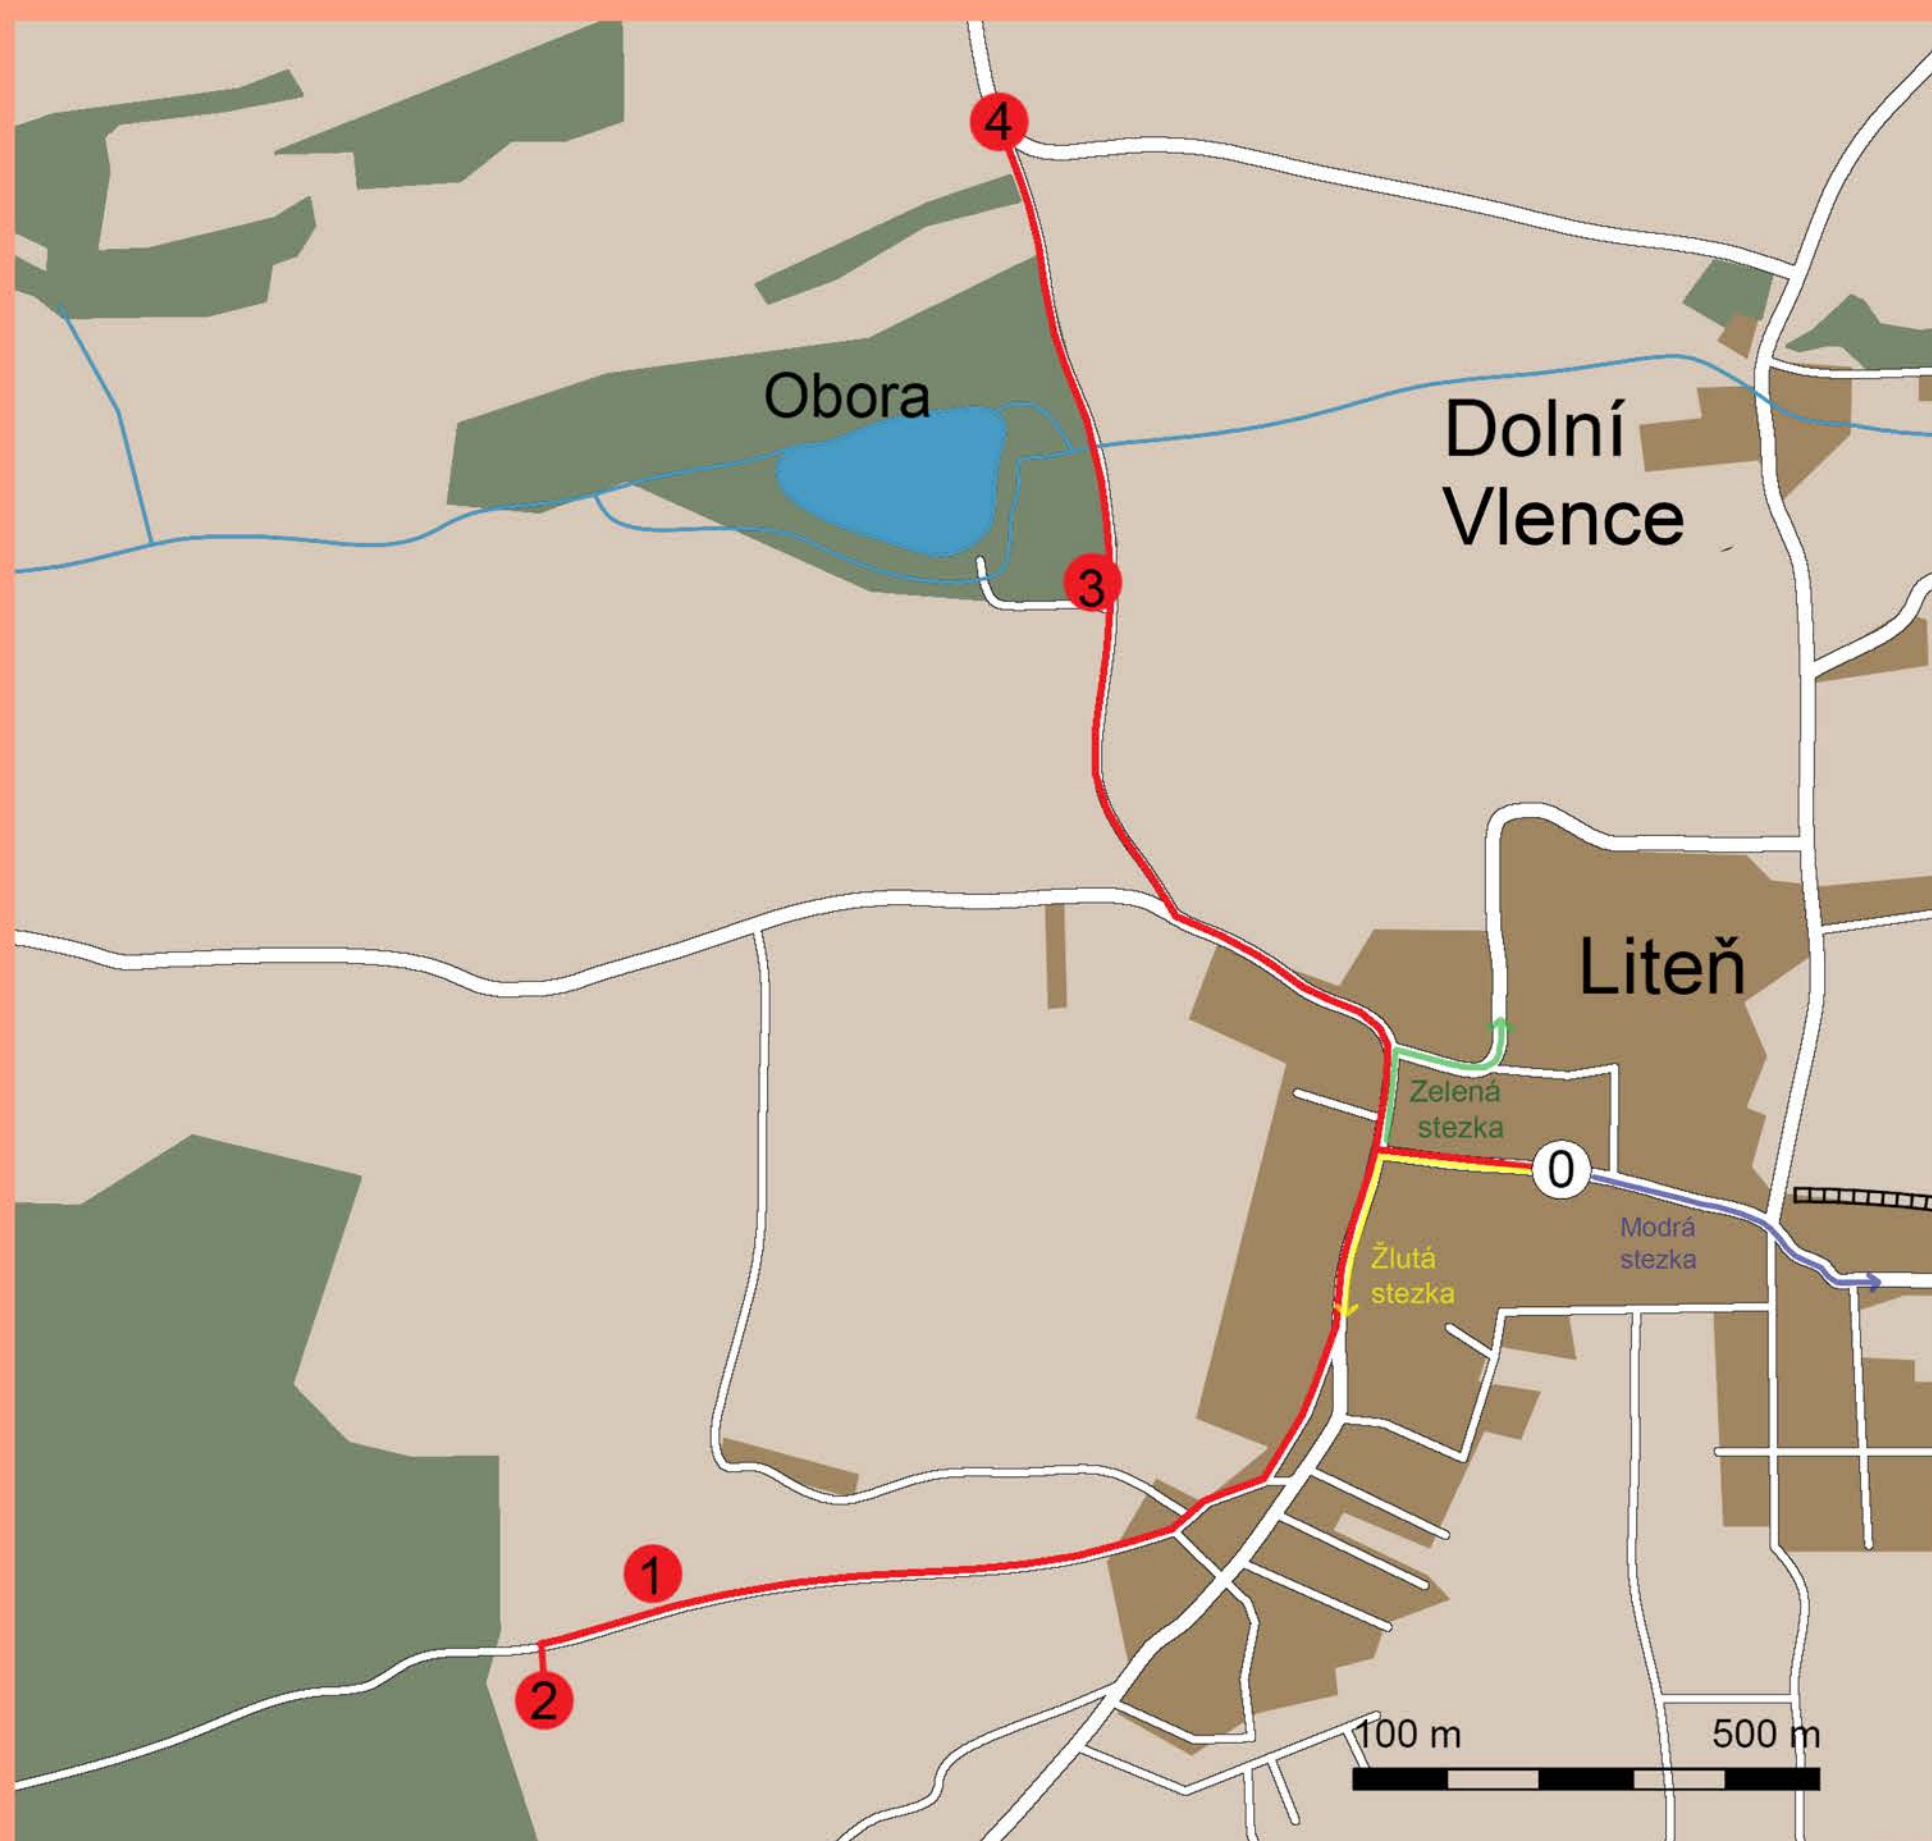 4
Obora
Dolní
Vlence
3
Liteň
Zelená
stezka
0
Modrá
stezka
Žlutá
stezka
1
2
100 m 500 m